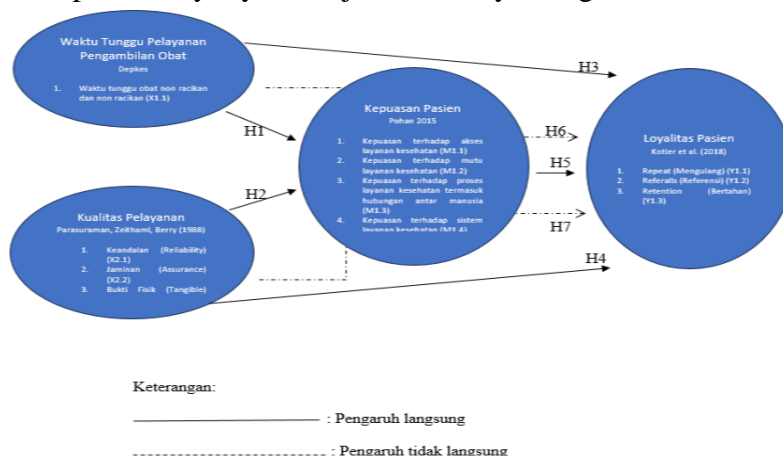 Waktu Tunggu Pelayanan
Pengambilan Obat
Depkes
1. Waktu tunggu obat non racikan
dan non racikan (X1.1)
H3
Kepuasan Pasien
Pohan 2015
1. Kepuasan terhadap akses
layanan kesehatan (M1.1)
2. Kepuasan terhadap mutu
layanan kesehatan (M1.2)
3. Kepuasan terhadap proses
layanan kesehatan termasuk
hubungan antar manusia
(M1.3)
4. Kepuasan terhadap sistem
layanan kesehatan (M1.4)
H1
H2
H6
H5
H7
Loyalitas Pasien
Kotler et al. (2018)
1. Repeat (Mengulang) (Y1.1)
2. Referalls (Referensi) (Y1.2)
3. Retention (Bertahan)
(Y1.3)
Kualitas Pelayanan
Parasuraman, Zeithaml, Berry (1988)
1. Keandalan (Reliability)
(X2.1)
2. Jaminan (Assurance)
(X2.2)
3. Bukti Fisik (Tangible)
H4
Keterangan:
: Pengaruh langsung
: Pengaruh tidak langsung